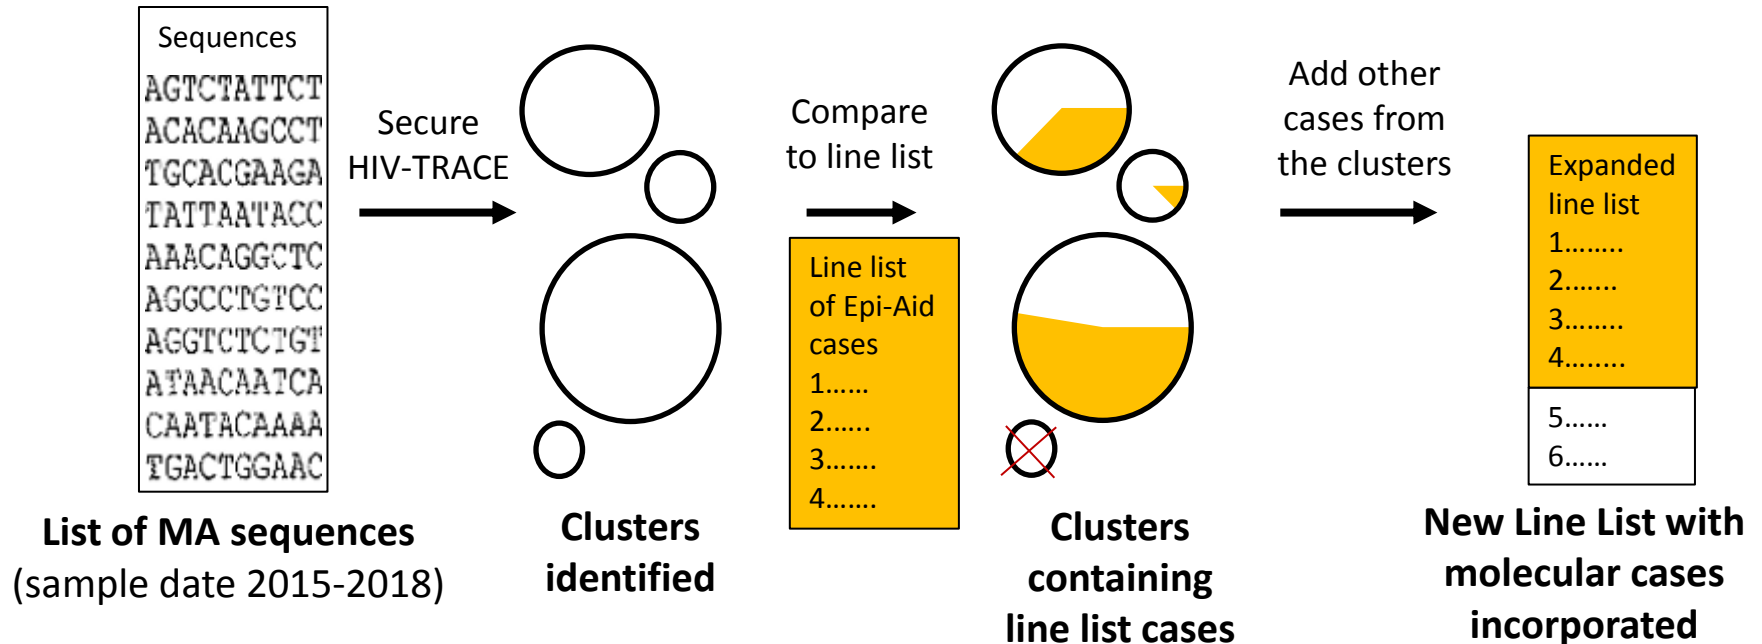 Sequences
AGTCTATTCT
ACACAAGCCT
TGCACGAAGA
TATTAATACC
AAACAGGCTC
AGGCCTGTCC
AGGTCTCTGT
ATAACAATCA
CAATACAAAA
TGACTGGAAC
List of MA sequences
(sample date 2015-2018)
Secure
HIV-TRACE
Clusters
identified
Compare
to line list
Line list
of Epi-Aid
cases
1......
2......
3.......
4.......
Clusters
containing
line list cases
Add other
cases from
the clusters
Expanded
line list
1........
2.......
3........
4........
5......
6......
New Line List with
molecular cases
incorporated